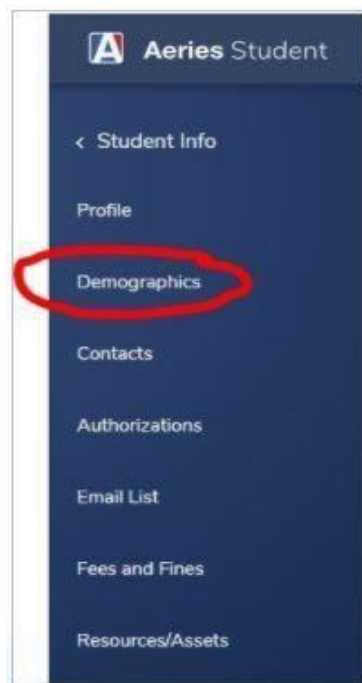 Aeries Student
< Student Info
Profile
Demographics
Contacts
Authorizations
Email List
Fees and Fines
Resources/Assets